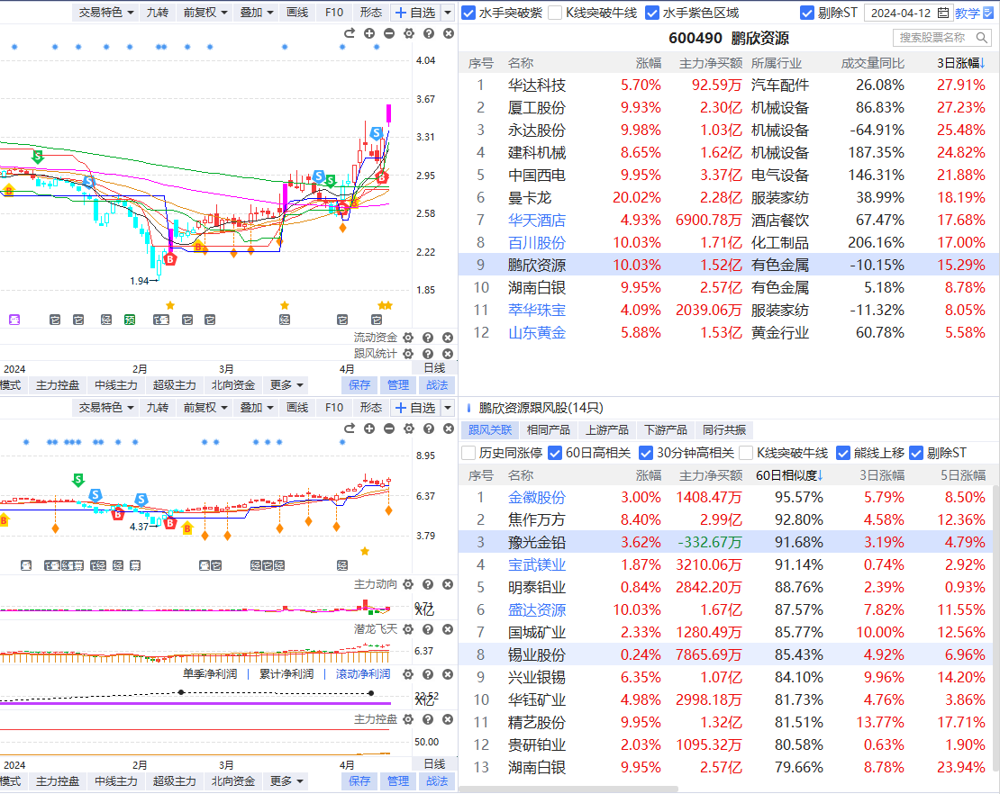 交易特色 九转 前复权 叠加 画线 F10 形态 自选
4.04
3.67
3.31
2.95
2.58
2.22
1.85
1.94
流动资金
跟风统计
2024 2月 3月 4月 日线
模式 主力控盘 中线主力 超级主力 北向资金 更多 保存 管理 战法
水手突破紫 K线突破牛线 水手紫色区域 剔除ST 2024-04-12 教学
600490 鹏欣资源 搜索股票名称
序号 名称 涨幅 主力净买额 所属行业 成交量同比 3日涨幅↓
1 华达科技 5.70% 92.59万 汽车配件 26.08% 27.91%
2 厦工股份 9.93% 2.30亿 机械设备 86.83% 27.23%
3 永达股份 9.98% 1.03亿 机械设备 -64.91% 25.48%
4 建科机械 8.65% 1.62亿 机械设备 187.35% 24.82%
5 中国西电 9.95% 3.37亿 电气设备 146.31% 21.88%
6 曼卡龙 20.02% 2.28亿 服装家纺 38.99% 18.19%
7 华天酒店 4.93% 6900.78万 酒店餐饮 67.47% 17.68%
8 百川股份 10.03% 1.71亿 化工制品 206.16% 17.00%
9 鹏欣资源 10.03% 1.52亿 有色金属 -10.15% 15.29%
10 湖南白银 9.95% 2.57亿 有色金属 5.18% 8.78%
11 萃华珠宝 4.09% 2039.06万 服装家纺 -11.32% 8.05%
12 山东黄金 5.88% 1.53亿 黄金行业 60.78% 5.58%
交易特色 九转 前复权 叠加 画线 F10 形态 自选
8.95
6.37
3.79
4.37
主力动向
潜龙飞天
6.37
单季净利润 | 累计净利润 | 滚动净利润
主力控盘
50.00
2024 2月 3月 4月 日线
模式 主力控盘 中线主力 超级主力 北向资金 更多 保存 管理 战法
鹏欣资源跟风股(14只)
跟风关联 相同产品 上游产品 下游产品 同行共振
历史同涨停 60日高相关 30分钟高相关 K线突破牛线 熊线上移 剔除ST
序号 名称 涨幅 主力净买额 60日相似度↓ 3日涨幅 5日涨幅
1 金徽股份 3.00% 1408.47万 95.57% 5.79% 8.50%
2 焦作万方 8.40% 2.99亿 92.80% 4.58% 12.36%
3 豫光金铅 3.62% -332.67万 91.68% 3.19% 4.79%
4 宝武镁业 1.87% 3210.06万 91.14% 0.74% 2.92%
5 明泰铝业 0.84% 2842.20万 88.76% 2.39% 0.93%
6 盛达资源 10.03% 1.67亿 87.57% 7.82% 11.55%
7 国城矿业 2.33% 1280.49万 85.77% 10.00% 12.56%
8 锡业股份 0.24% 7865.69万 85.43% 4.92% 6.96%
9 兴业银锡 6.35% 1.07亿 84.10% 9.96% 14.20%
10 华钰矿业 4.98% 2998.18万 81.73% 4.76% 3.86%
11 精艺股份 9.95% 1.32亿 81.51% 13.77% 17.71%
12 贵研铂业 2.03% 1095.32万 80.58% 0.63% 1.90%
13 湖南白银 9.95% 2.57亿 79.66% 8.78% 23.94%